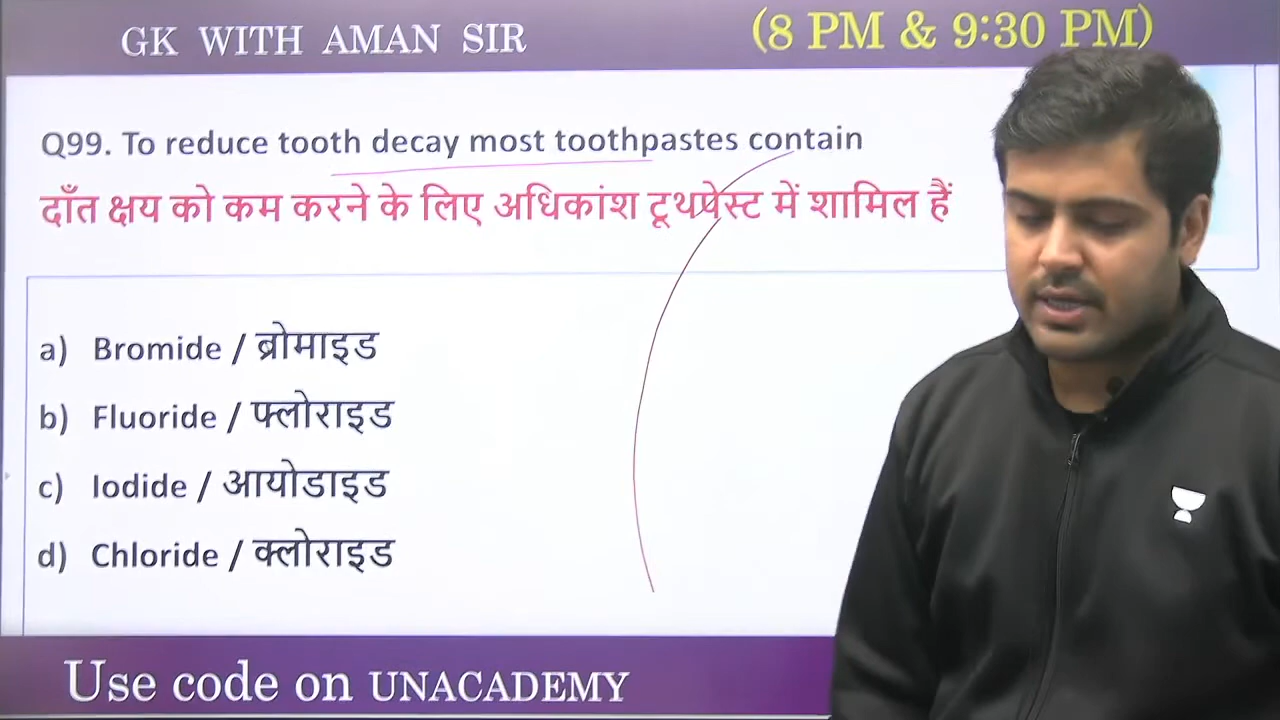 GK WITH AMAN SIR
(8 PM & 9:30 PM)
Q99. To reduce tooth decay most toothpastes contain
दाँत क्षय को कम करने के लिए अधिकांश टूथपेस्ट में शामिल हैं
a) Bromide / ब्रोमाइड
b) Fluoride / फ्लोराइड
c) Iodide / आयोडाइड
d) Chloride / क्लोराइड
Use code on UNACADEMY